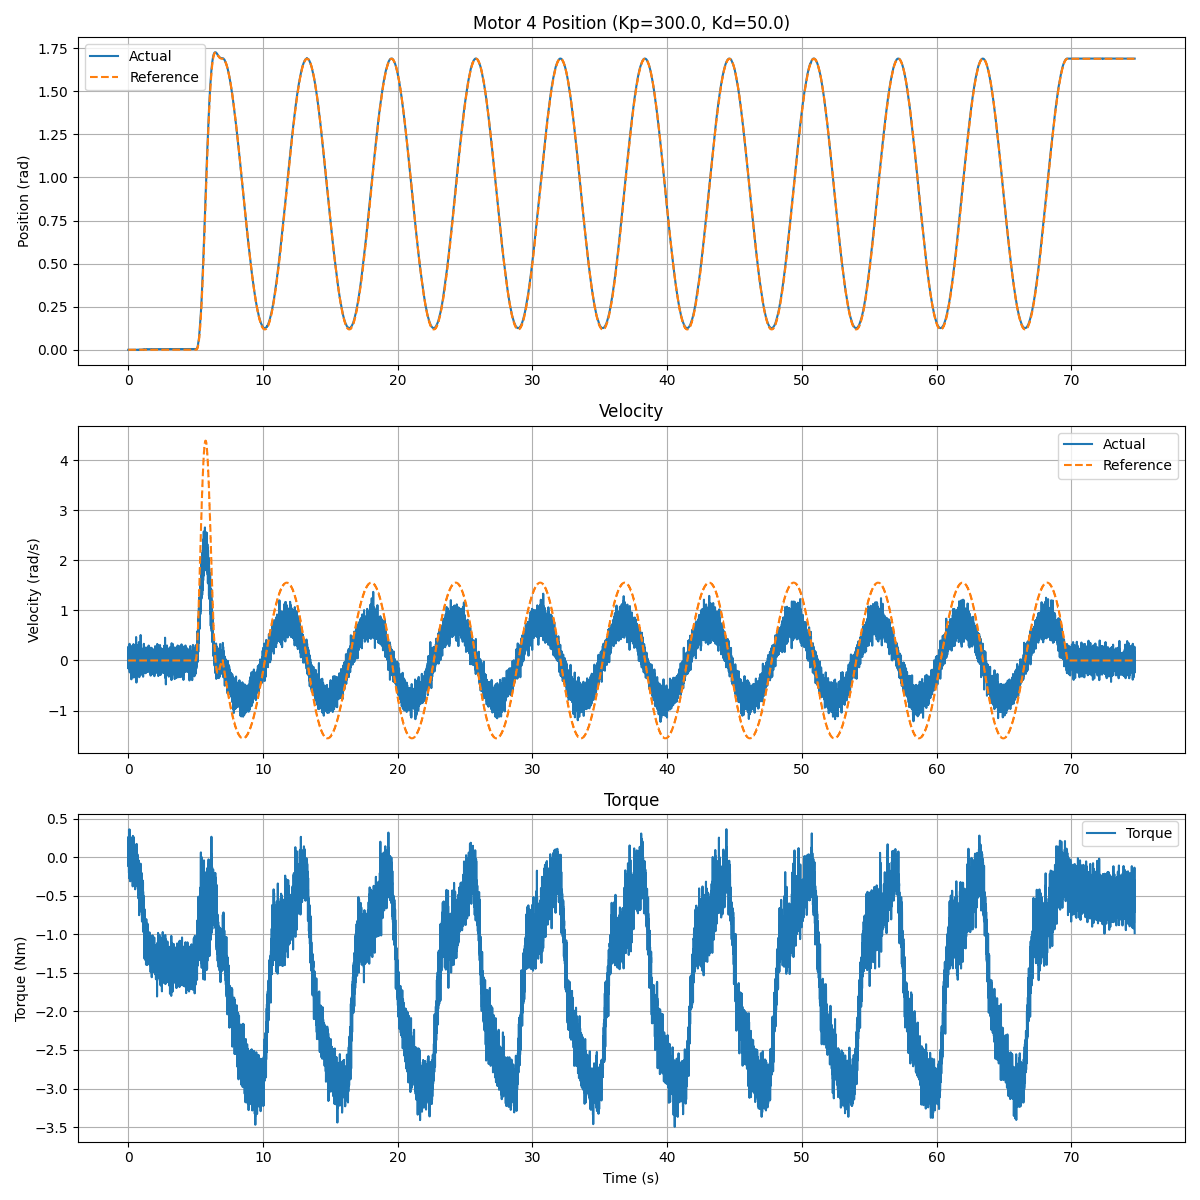 Motor 4 Position (Kp=300.0, Kd=50.0)
Position (rad)
1.75
1.50
1.25
1.00
0.75
0.50
0.25
0.00
Actual
Reference
0 10 20 30 40 50 60 70
Velocity
Velocity (rad/s)
4
3
2
1
0
−1
Actual
Reference
0 10 20 30 40 50 60 70
Torque
Torque (Nm)
0.5
0.0
−0.5
−1.0
−1.5
−2.0
−2.5
−3.0
−3.5
Torque
0 10 20 30 40 50 60 70
Time (s)